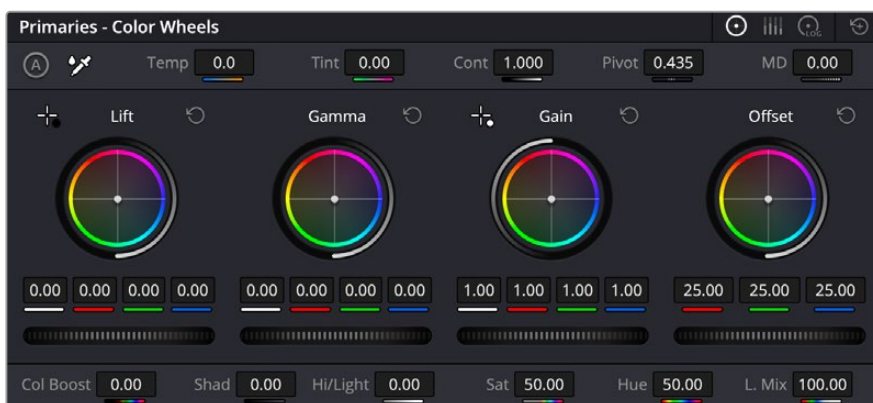 Primaries - Color Wheels
LOG
A
Temp 0.0 Tint 0.00 Cont 1.000 Pivot 0.435 MD 0.00
Lift Gamma Gain Offset
0.00 0.00 0.00 0.00 0.00 0.00 0.00 0.00 1.00 1.00 1.00 1.00 25.00 25.00 25.00
Col Boost 0.00 Shad 0.00 Hi/Light 0.00 Sat 50.00 Hue 50.00 L. Mix 100.00